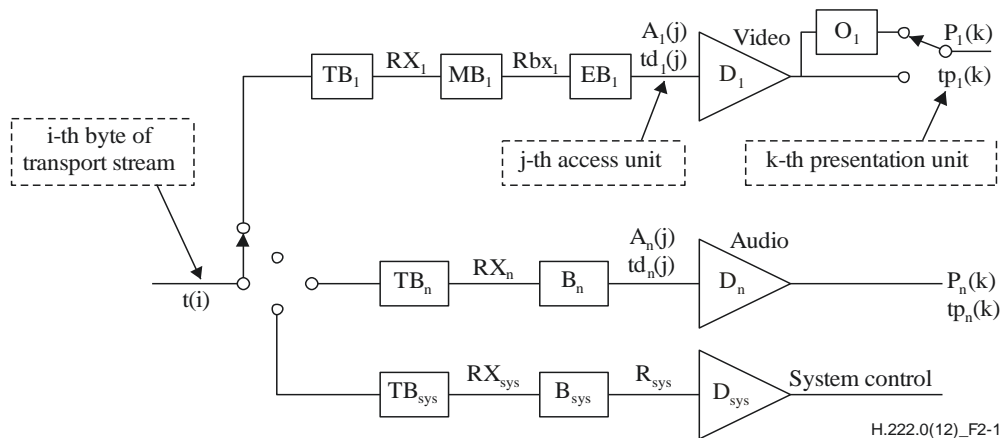 A₁(j)
td₁(j)
Video
O₁
P₁(k)
tp₁(k)
TB₁
RX₁
MB₁
Rbx₁
EB₁
D₁
i-th byte of
transport stream
j-th access unit
k-th presentation unit
t(i)
TBₙ
RXₙ
Bₙ
Aₙ(j)
tdₙ(j)
Audio
Dₙ
Pₙ(k)
tpₙ(k)
TBsys
RXsys
Bsys
Rsys
Dsys
System control
H.222.0(12)_F2-1